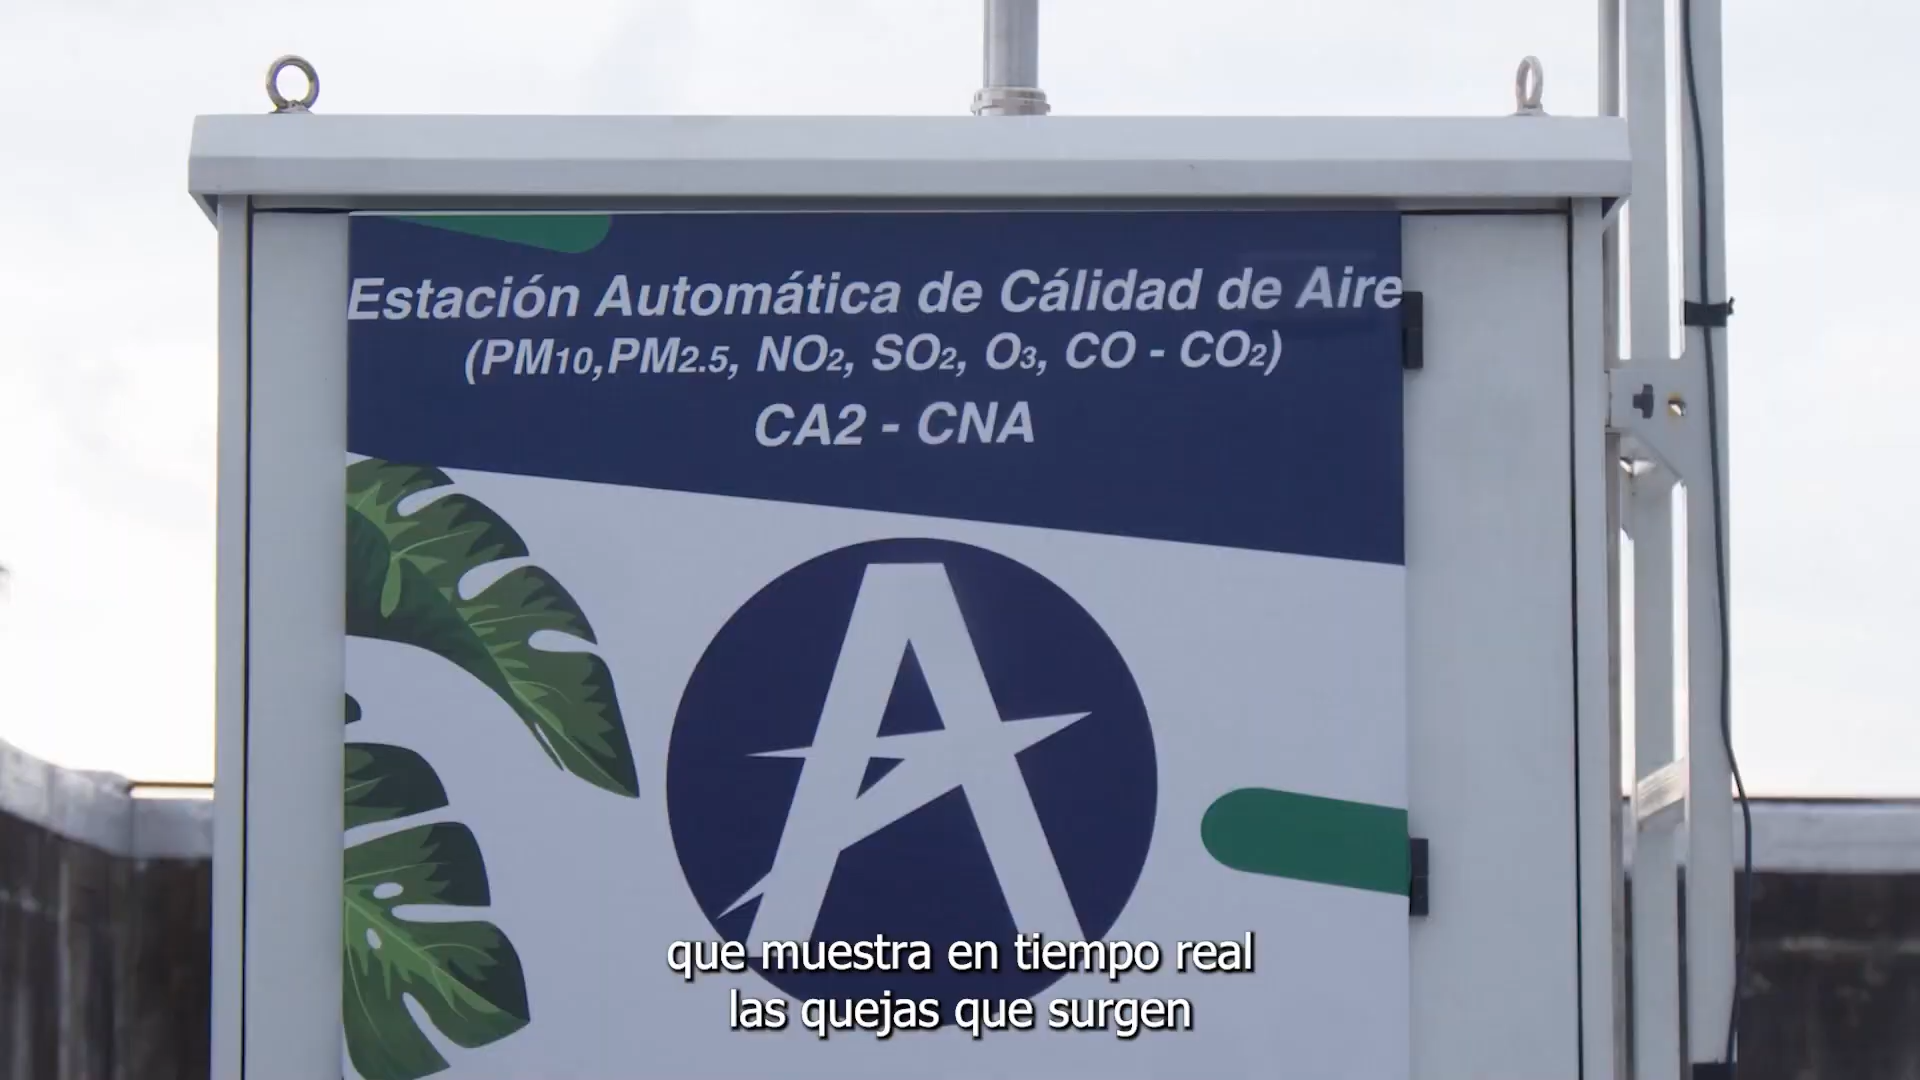 Estación Automática de Cálidad de Aire
(PM10,PM2.5, NO2, SO2, O3, CO - CO2)
CA2 - CNA
A
que muestra en tiempo real
las quejas que surgen